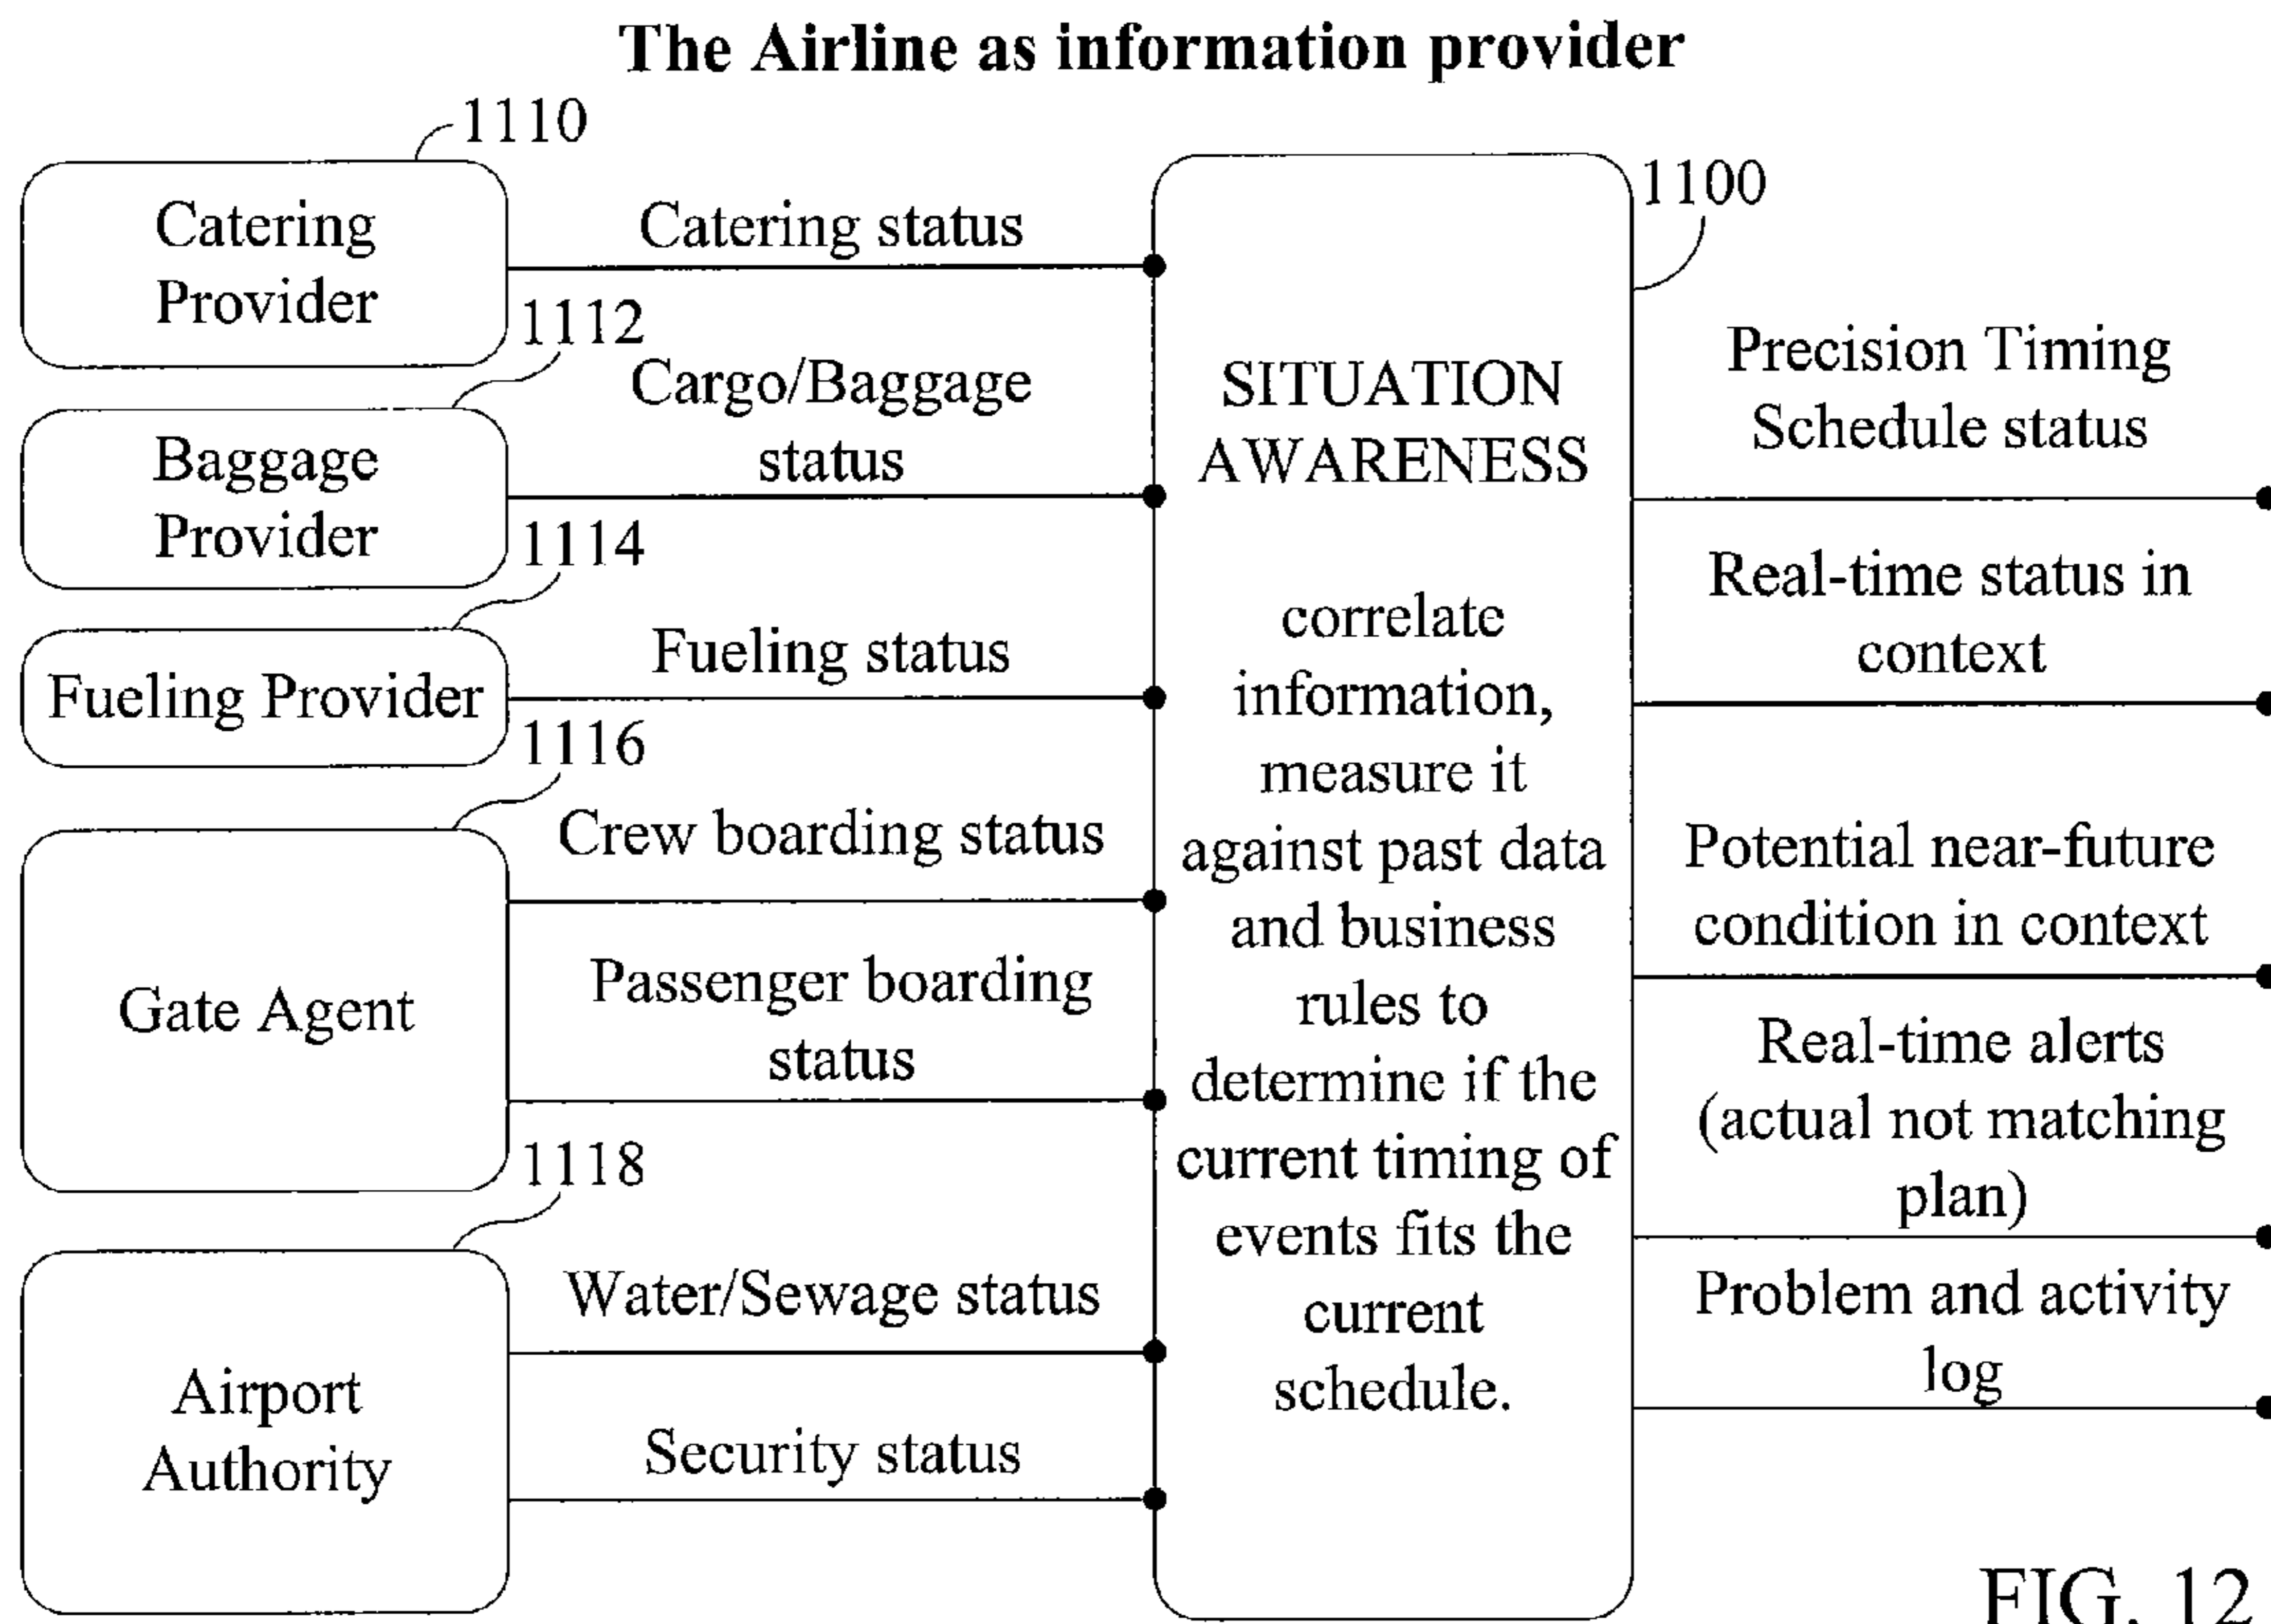 The Airline as information provider
1110
Catering
Provider
Catering status
1112
Baggage
Provider
Cargo/Baggage
status
1114
Fueling Provider
Fueling status
1116
Gate Agent
Crew boarding status
Passenger boarding
status
1118
Airport
Authority
Water/Sewage status
Security status
1100
SITUATION
AWARENESS
correlate
information,
measure it
against past data
and business
rules to
determine if the
current timing of
events fits the
current
schedule.
Precision Timing
Schedule status
Real-time status in
context
Potential near-future
condition in context
Real-time alerts
(actual not matching
plan)
Problem and activity
log
FIG. 12